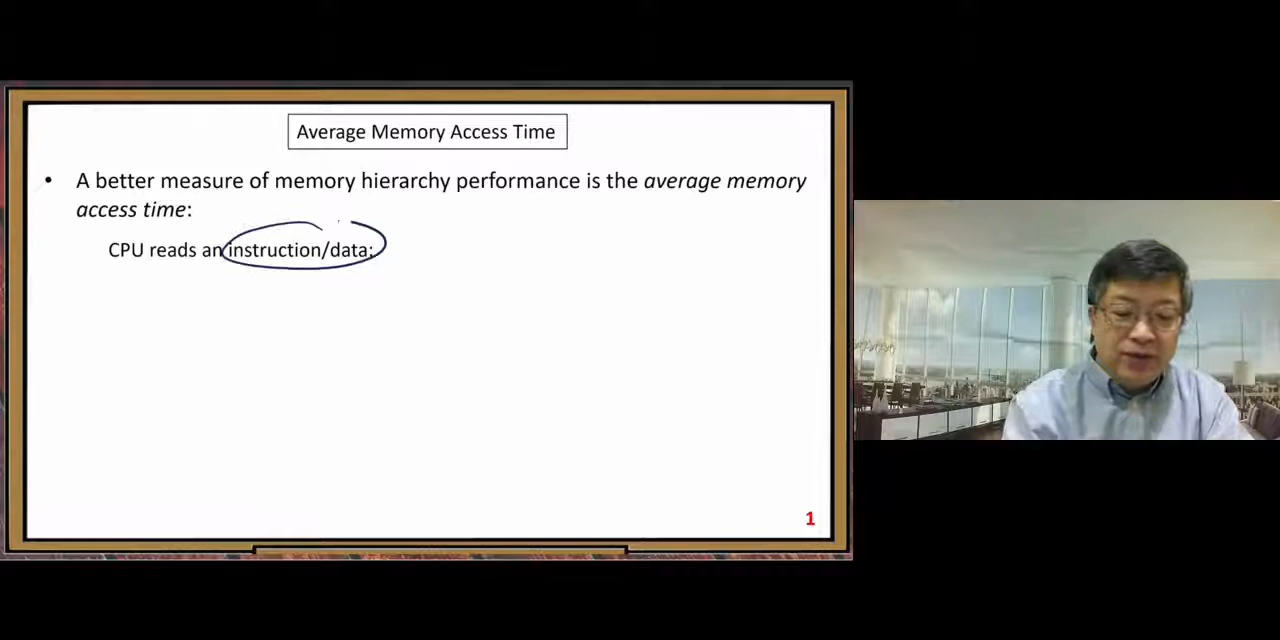 Average Memory Access Time
• A better measure of memory hierarchy performance is the average memory
access time:
CPU reads an instruction/data:
1